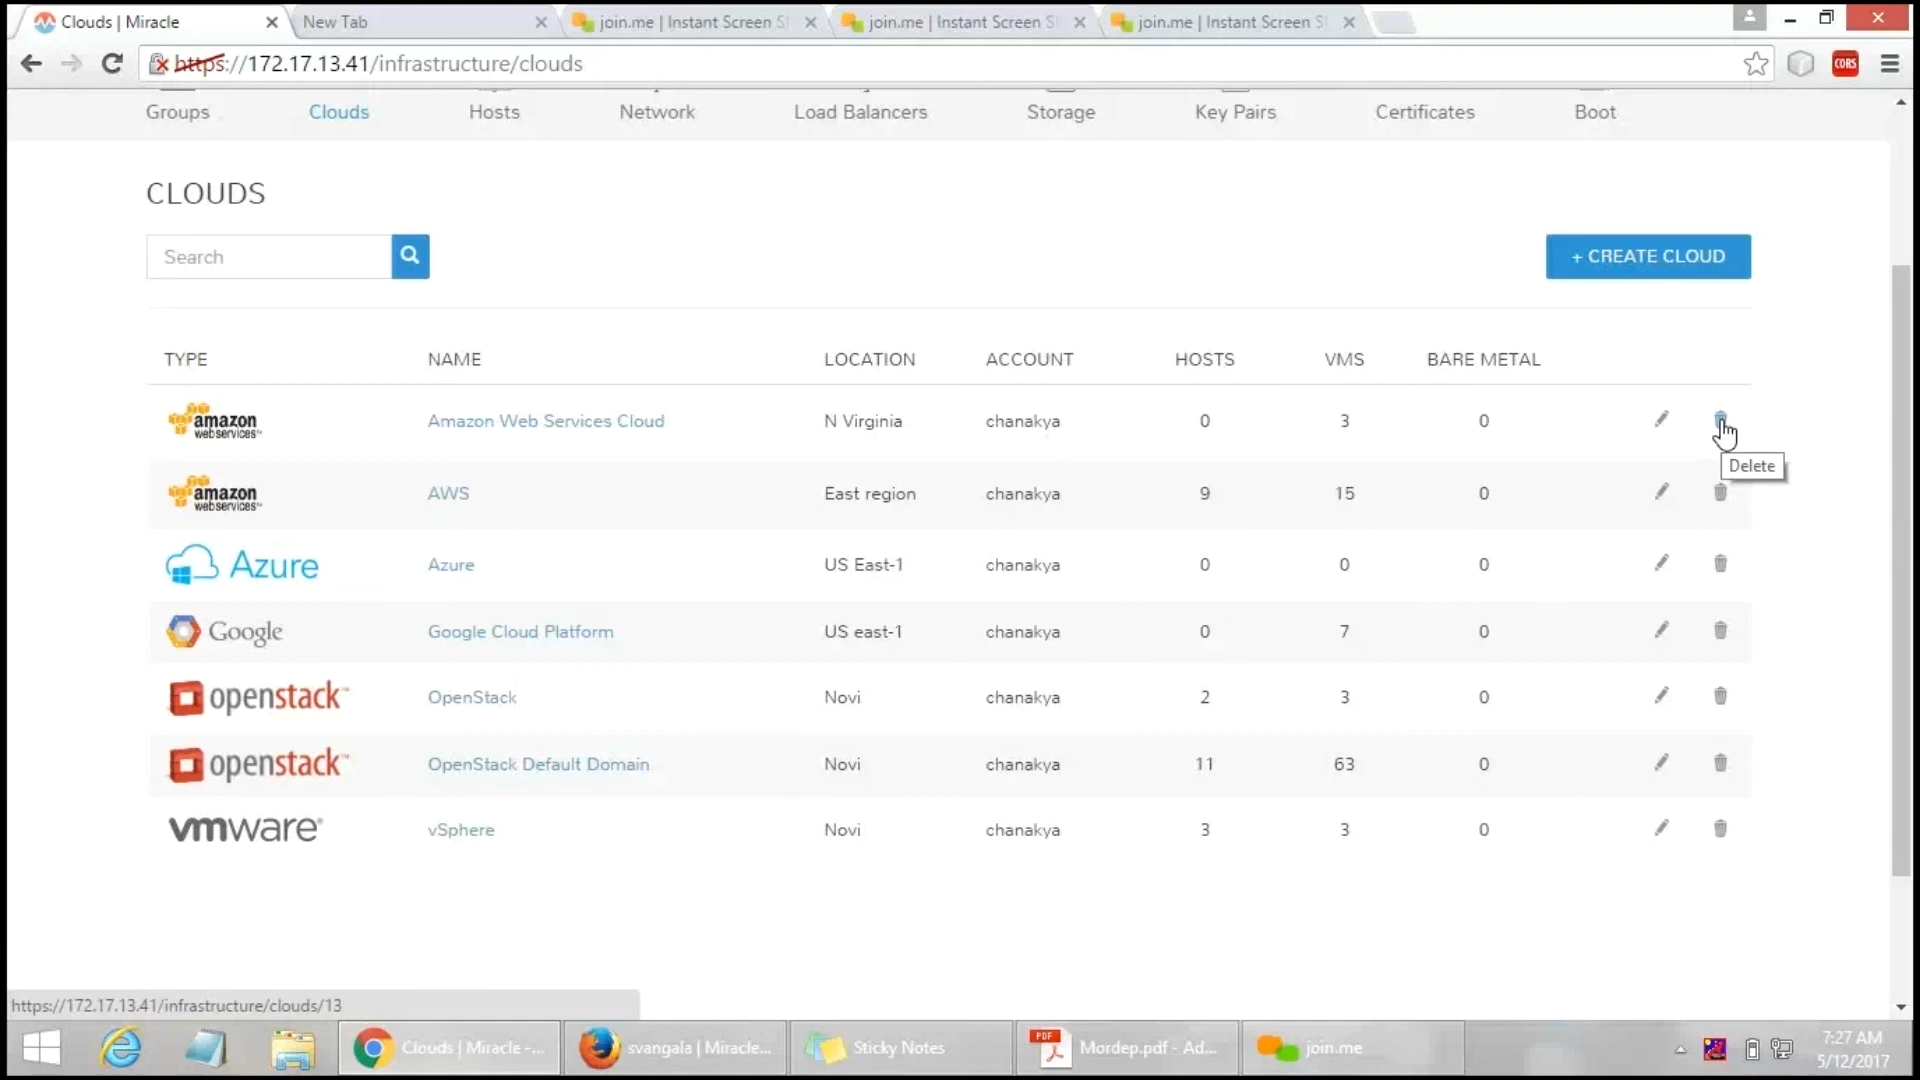 Clouds | Miracle
New Tab
join.me | Instant Screen S
join.me | Instant Screen S
join.me | Instant Screen S
https://172.17.13.41/infrastructure/clouds
CORS
Groups Clouds Hosts Network Load Balancers Storage Key Pairs Certificates Boot
CLOUDS
Search
+ CREATE CLOUD
TYPE NAME LOCATION ACCOUNT HOSTS VMS BARE METAL
amazon webservices™ Amazon Web Services Cloud N Virginia chanakya 0 3 0
Delete
amazon webservices™ AWS East region chanakya 9 15 0
Azure Azure US East-1 chanakya 0 0 0
Google Google Cloud Platform US east-1 chanakya 0 7 0
openstack™ OpenStack Novi chanakya 2 3 0
openstack™ OpenStack Default Domain Novi chanakya 11 63 0
vmware® vSphere Novi chanakya 3 3 0
https://172.17.13.41/infrastructure/clouds/13
Clouds | Miracle -...
svangala | Miracle...
Sticky Notes
PDF
Mordep.pdf - Ad...
join.me
7:27 AM
5/12/2017